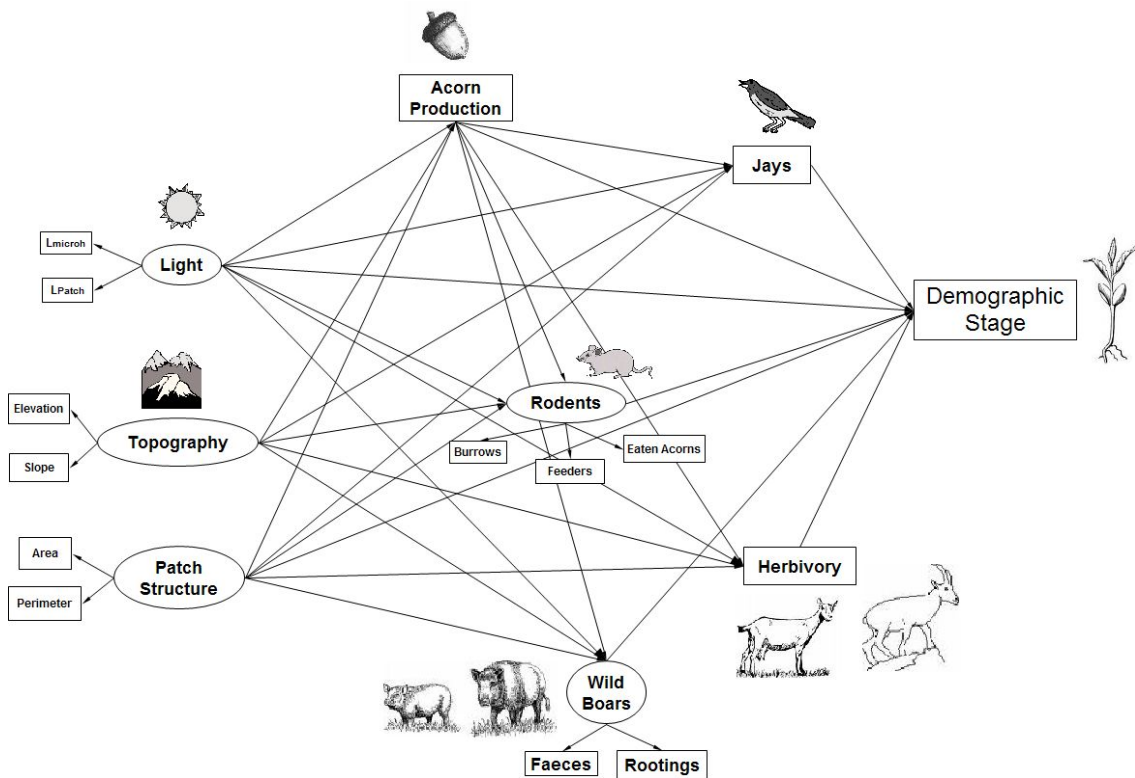 Acorn
Production
Jays
Lmicroh
Light
LPatch
Demographic
Stage
Elevation
Rodents
Topography
Burrows
Eaten Acorns
Slope
Feeders
Area
Patch
Structure
Herbivory
Perimeter
Wild
Boars
Faeces
Rootings